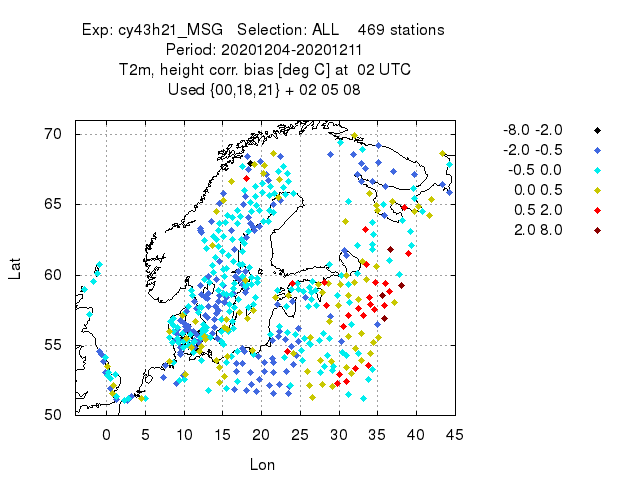 Exp: cy43h21_MSG Selection: ALL 469 stations
Period: 20201204-20201211
T2m, height corr. bias [deg C] at 02 UTC
Used {00,18,21} + 02 05 08
-8.0 -2.0
-2.0 -0.5
-0.5 0.0
0.0 0.5
0.5 2.0
2.0 8.0
70
65
60
55
50
Lat
0 5 10 15 20 25 30 35 40 45
Lon